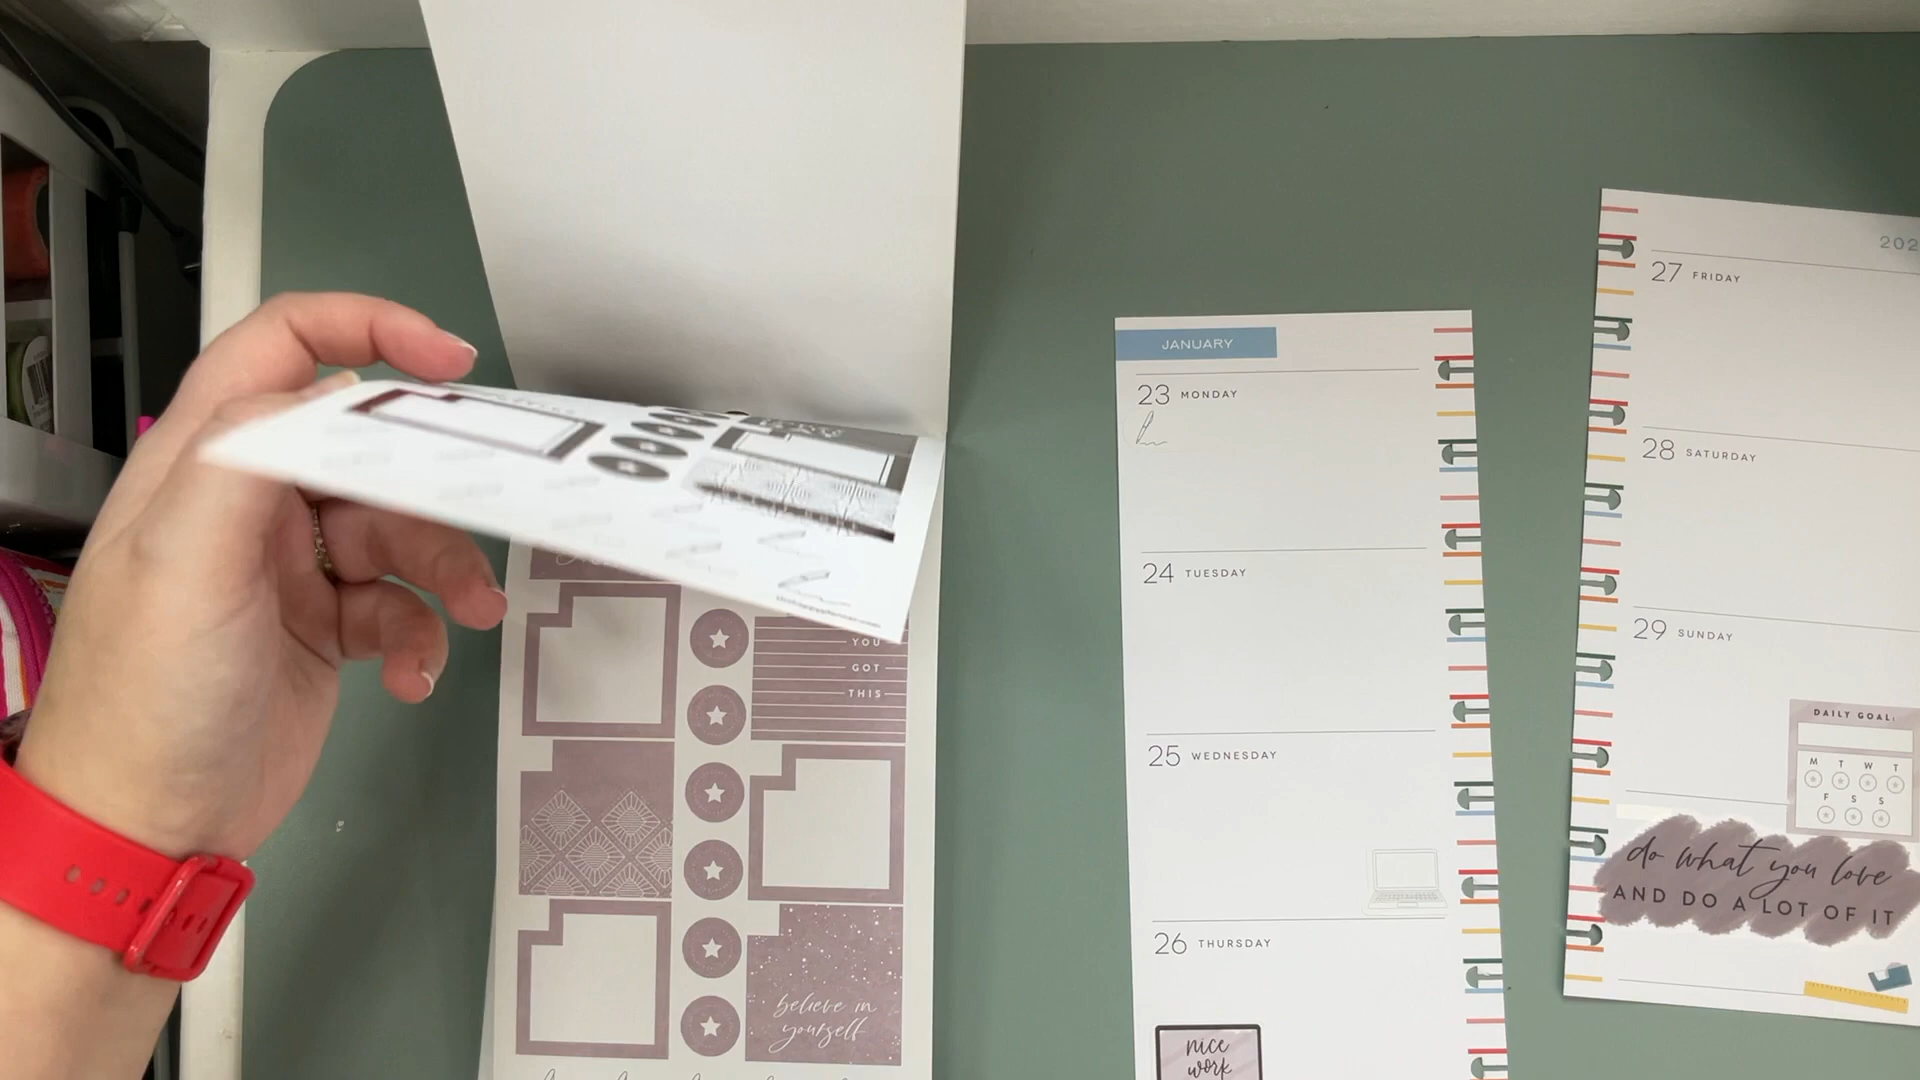 YOU
GOT
THIS
believe in
yourself
JANUARY
23 MONDAY
24 TUESDAY
25 WEDNESDAY
26 THURSDAY
nice
work
202
27 FRIDAY
28 SATURDAY
29 SUNDAY
DAILY GOAL:
M T W T
F S S
do what you love
AND DO A LOT OF IT